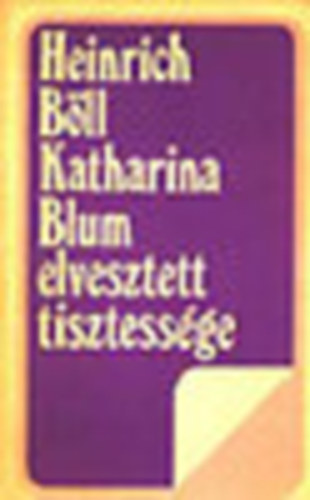 Heinrich
Böll
Katharina
Blum
elvesztett
tisztessége